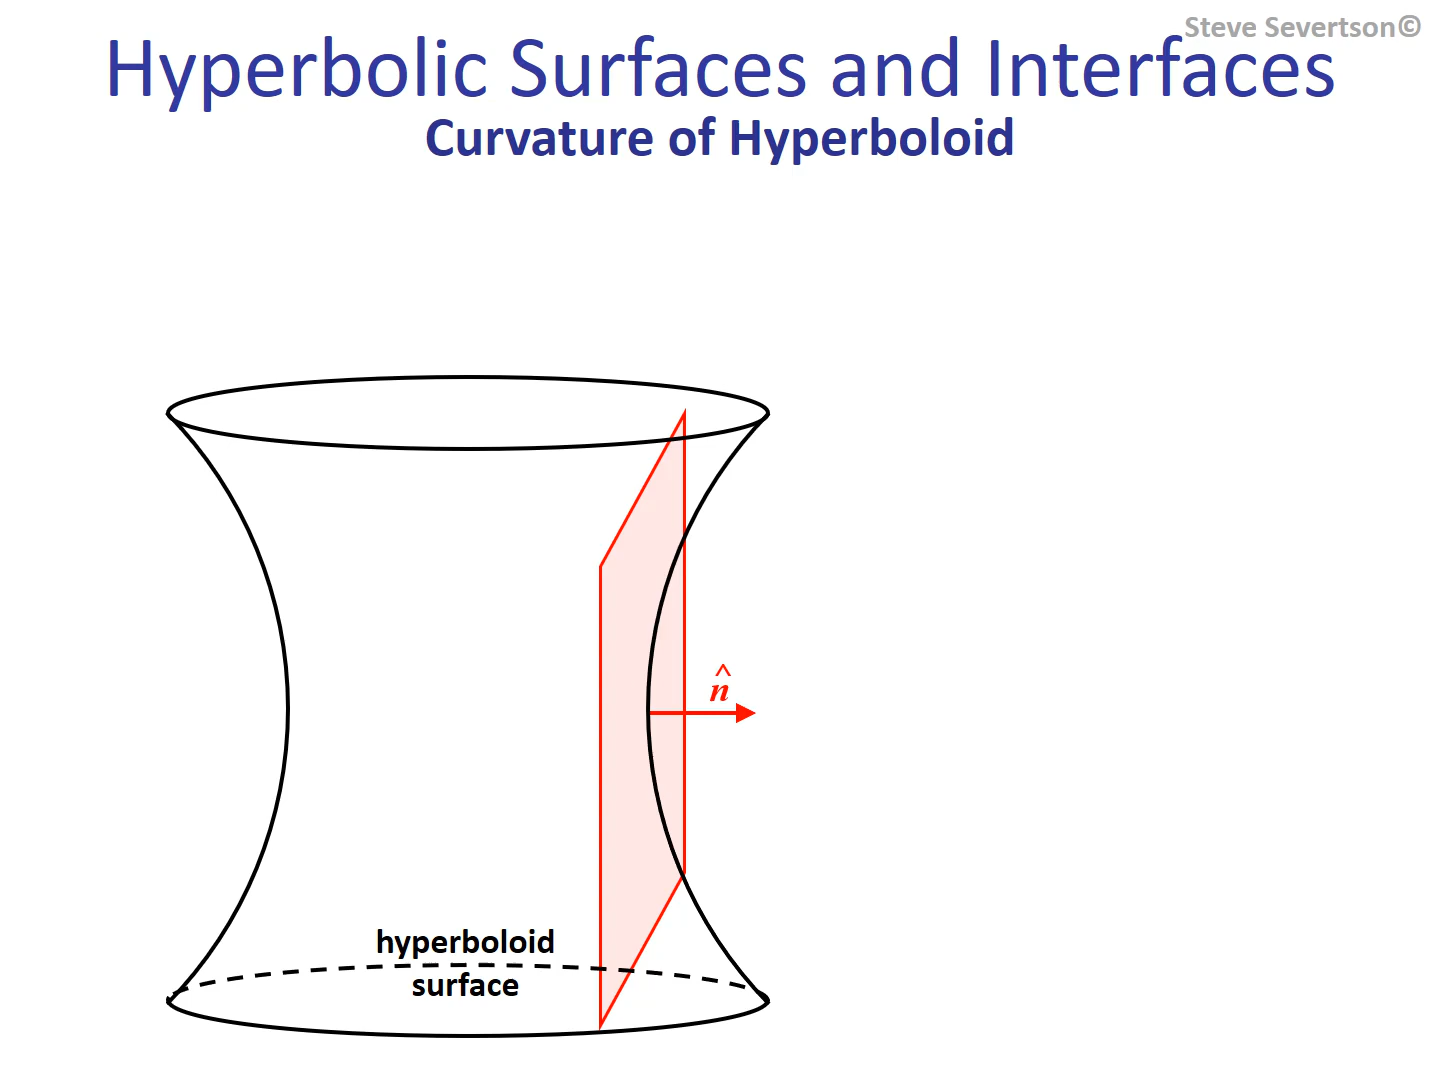 Steve Severtson©
Hyperbolic Surfaces and Interfaces
Curvature of Hyperboloid
n̂
hyperboloid
surface